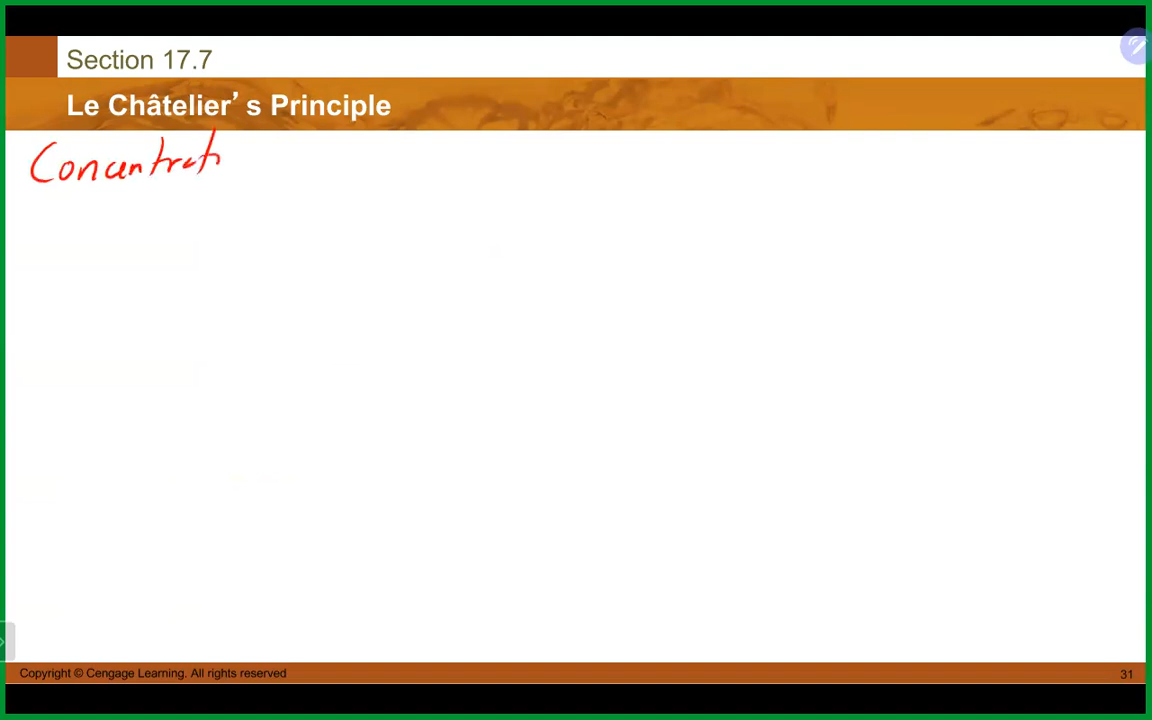 Section 17.7
Le Châtelier’s Principle
Concentrati
Copyright © Cengage Learning. All rights reserved
31